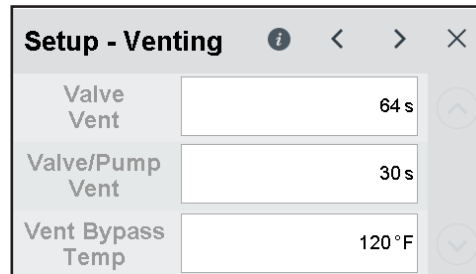 Setup - Venting
Valve
Vent
64 s
Valve/Pump
Vent
30 s
Vent Bypass
Temp
120 °F